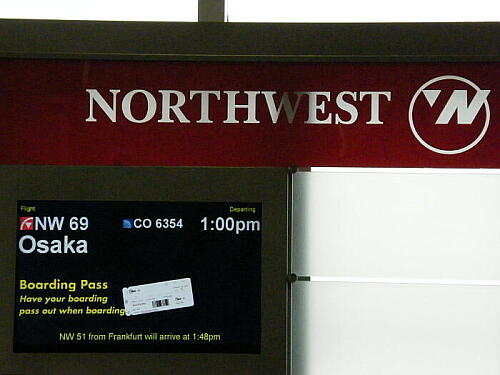 NORTHWEST
Flight Departing
NW 69 CO 6354 1:00pm
Osaka
Boarding Pass
Have your boarding
pass out when boarding
NW 51 from Frankfurt will arrive at 1:48pm